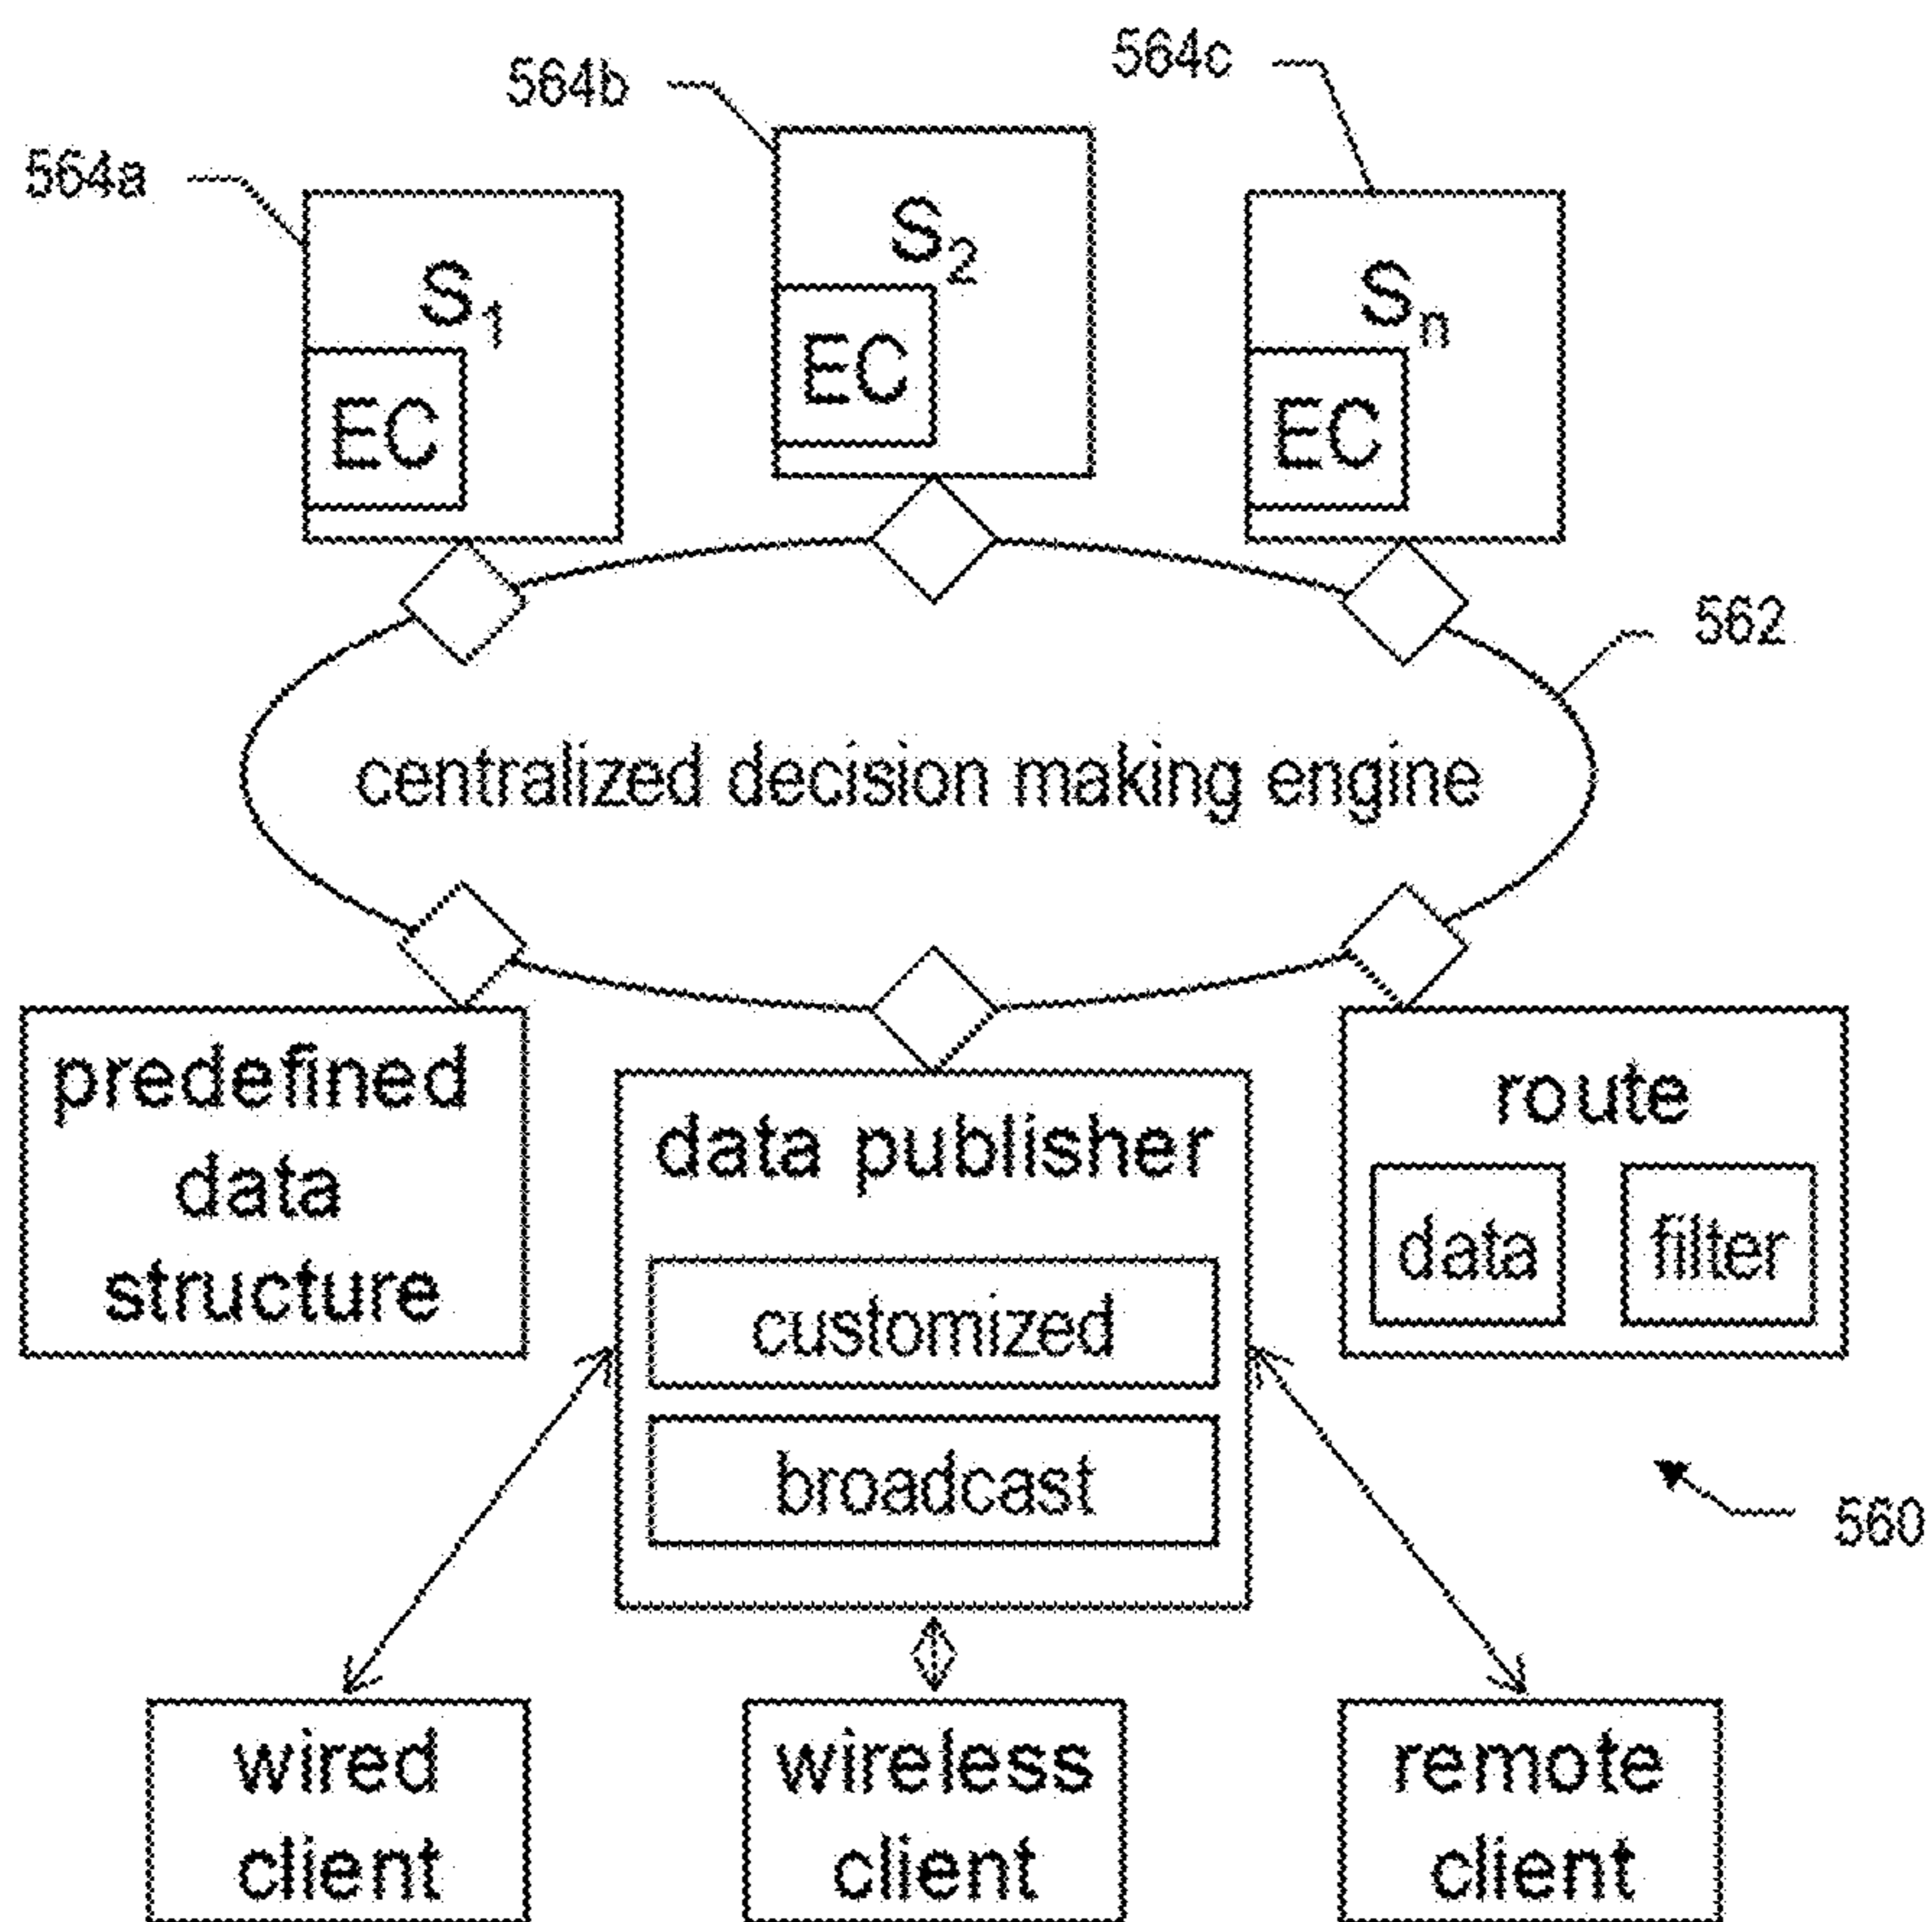 564a
564b
564c
S1
EC
S2
EC
Sn
EC
562
centralized decision making engine
predefined
data
structure
data publisher
customized
broadcast
route
data
filter
560
wired
client
wireless
client
remote
client